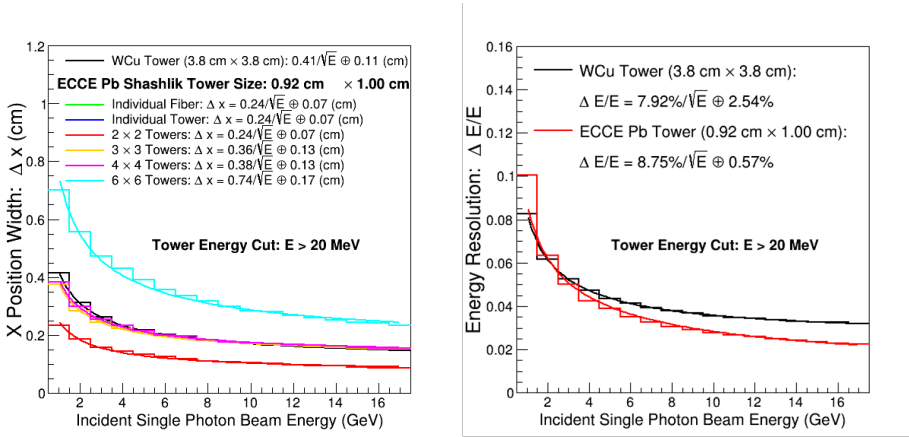 WCu Tower (3.8 cm × 3.8 cm): 0.41/√E ⊕ 0.11 (cm)
ECCE Pb Shashlik Tower Size: 0.92 cm × 1.00 cm
Individual Fiber: Δ x = 0.24/√E ⊕ 0.07 (cm)
Individual Tower: Δ x = 0.24/√E ⊕ 0.07 (cm)
2 × 2 Towers: Δ x = 0.24/√E ⊕ 0.07 (cm)
3 × 3 Towers: Δ x = 0.36/√E ⊕ 0.13 (cm)
4 × 4 Towers: Δ x = 0.38/√E ⊕ 0.13 (cm)
6 × 6 Towers: Δ x = 0.74/√E ⊕ 0.17 (cm)
Tower Energy Cut: E > 20 MeV
X Position Width: Δ x (cm)
1.2
1
0.8
0.6
0.4
0.2
0
2 4 6 8 10 12 14 16
Incident Single Photon Beam Energy (GeV)
WCu Tower (3.8 cm × 3.8 cm):
Δ E/E = 7.92%/√E ⊕ 2.54%
ECCE Pb Tower (0.92 cm × 1.00 cm):
Δ E/E = 8.75%/√E ⊕ 0.57%
Tower Energy Cut: E > 20 MeV
Energy Resolution: Δ E/E
0.16
0.14
0.12
0.1
0.08
0.06
0.04
0.02
0
2 4 6 8 10 12 14 16
Incident Single Photon Beam Energy (GeV)